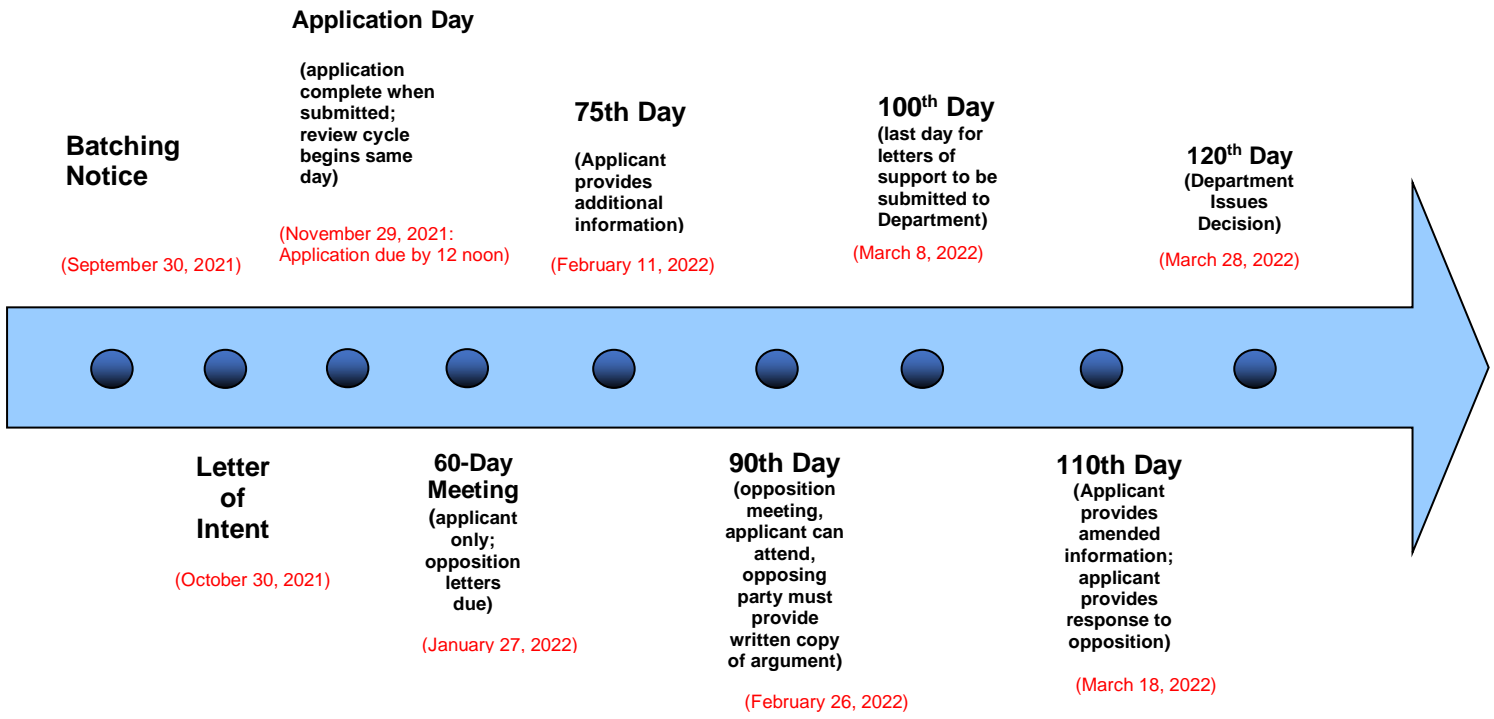 Batching
Notice
(September 30, 2021)
Letter
of
Intent
(October 30, 2021)
Application Day
(application
complete when
submitted;
review cycle
begins same
day)
(November 29, 2021:
Application due by 12 noon)
60-Day
Meeting
(applicant
only;
opposition
letters
due)
(January 27, 2022)
75th Day
(Applicant
provides
additional
information)
(February 11, 2022)
90th Day
(opposition
meeting,
applicant can
attend,
opposing
party must
provide
written copy
of argument)
(February 26, 2022)
100th Day
(last day for
letters of
support to be
submitted to
Department)
(March 8, 2022)
110th Day
(Applicant
provides
amended
information;
applicant
provides
response to
opposition)
(March 18, 2022)
120th Day
(Department
Issues
Decision)
(March 28, 2022)